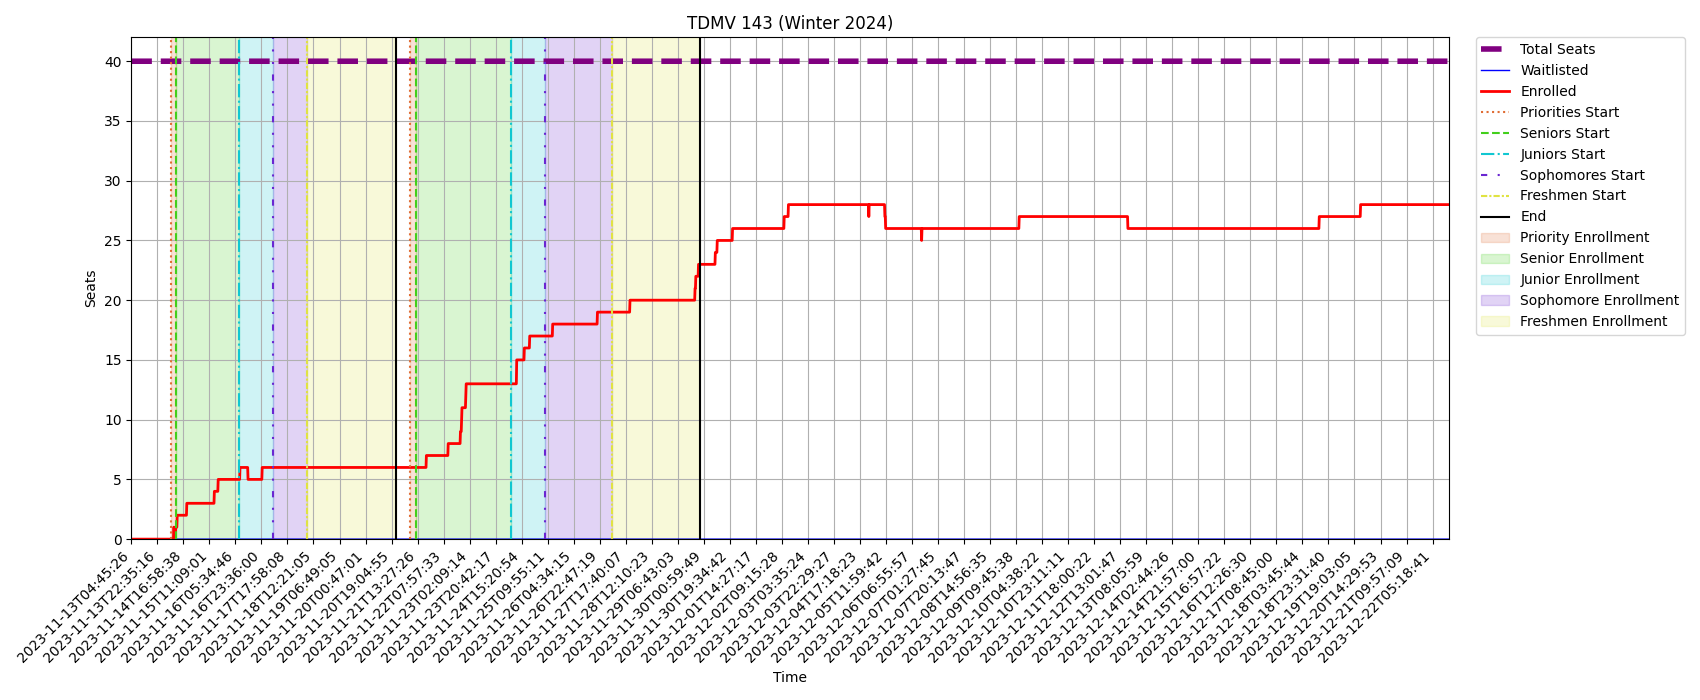 TDMV 143 (Winter 2024)
Total Seats
Waitlisted
Enrolled
Priorities Start
Seniors Start
Juniors Start
Sophomores Start
Freshmen Start
End
Priority Enrollment
Senior Enrollment
Junior Enrollment
Sophomore Enrollment
Freshmen Enrollment
Seats
40
35
30
25
20
15
10
5
0
2023-11-13T04:45:26
2023-11-13T22:35:16
2023-11-14T16:58:38
2023-11-15T11:09:01
2023-11-16T05:34:46
2023-11-16T23:36:00
2023-11-17T17:58:08
2023-11-18T12:21:05
2023-11-19T06:49:05
2023-11-20T00:47:01
2023-11-20T19:04:55
2023-11-21T13:27:26
2023-11-22T07:57:33
2023-11-23T02:09:14
2023-11-23T20:42:17
2023-11-24T15:20:54
2023-11-25T09:55:11
2023-11-26T04:34:15
2023-11-26T22:47:19
2023-11-27T17:40:07
2023-11-28T12:10:23
2023-11-29T06:43:03
2023-11-30T00:59:49
2023-11-30T19:34:42
2023-12-01T14:27:17
2023-12-02T09:15:28
2023-12-03T03:35:24
2023-12-03T22:29:27
2023-12-04T17:18:23
2023-12-05T11:59:42
2023-12-06T06:55:57
2023-12-07T01:27:45
2023-12-07T20:13:47
2023-12-08T14:56:35
2023-12-09T09:45:38
2023-12-10T04:38:22
2023-12-10T23:11:11
2023-12-11T18:00:22
2023-12-12T13:01:47
2023-12-13T08:05:59
2023-12-14T02:44:26
2023-12-14T21:57:00
2023-12-15T16:57:22
2023-12-16T12:26:30
2023-12-17T08:45:00
2023-12-18T03:45:44
2023-12-18T23:31:40
2023-12-19T19:03:05
2023-12-20T14:29:53
2023-12-21T09:57:09
2023-12-22T05:18:41
Time